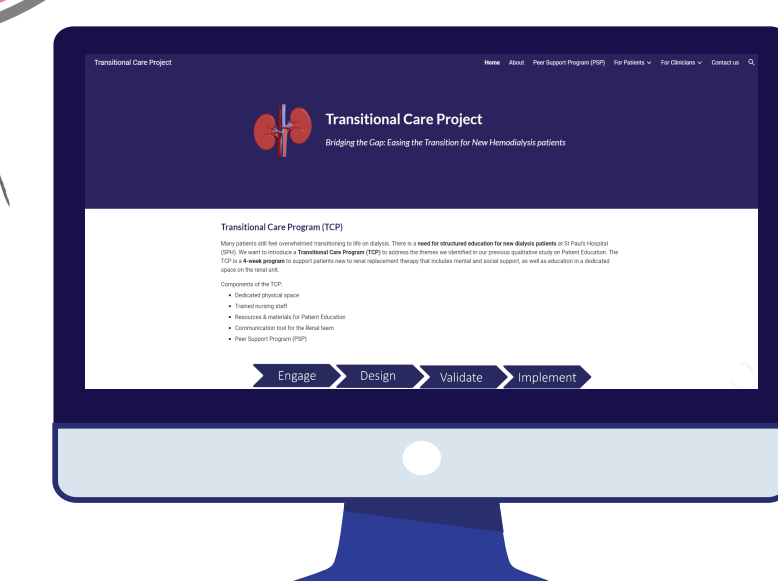 Transitional Care Project
Home About Peer Support Program (PSP) For Patients For Clinicians Contact us
Transitional Care Project
Bridging the Gap: Easing the Transition for New Hemodialysis patients
Transitional Care Program (TCP)
Many patients still feel overwhelmed transitioning to life on dialysis. There is a need for structured education for new dialysis patients at St Paul's Hospital
(SPH). We want to introduce a Transitional Care Program (TCP) to address the themes we identified in our previous qualitative study on Patient Education. The
TCP is a 4-week program to support patients new to renal replacement therapy that includes mental and social support, as well as education in a dedicated
space on the renal unit.
Components of the TCP:
• Dedicated physical space
• Trained nursing staff
• Resources & materials for Patient Education
• Communication tool for the Renal team
• Peer Support Program (PSP)
Engage Design Validate Implement